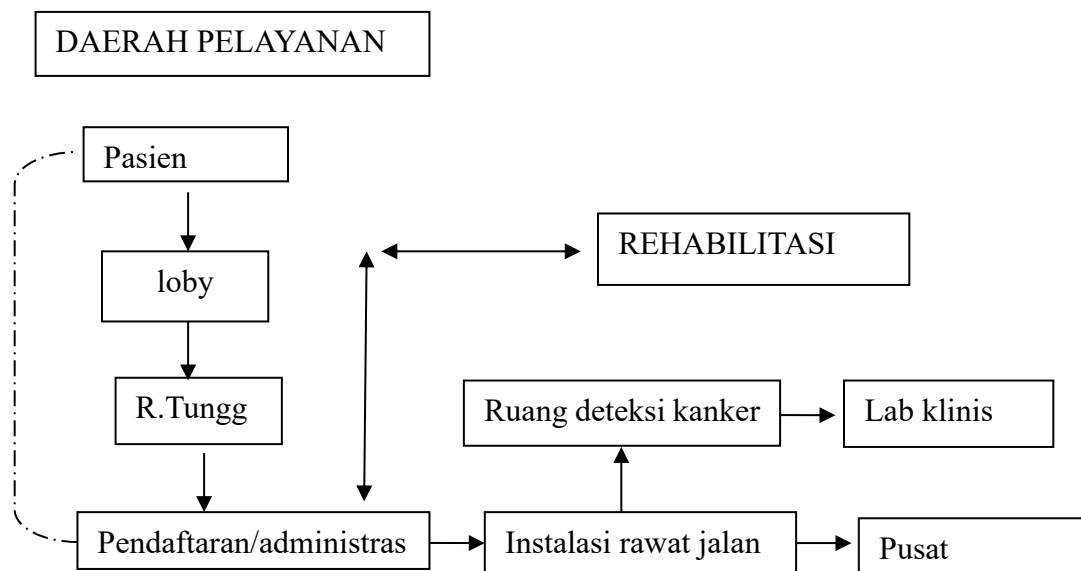 DAERAH PELAYANAN
Pasien
loby
REHABILITASI
R.Tungg
Ruang deteksi kanker
Lab klinis
Pendaftaran/administras
Instalasi rawat jalan
Pusat